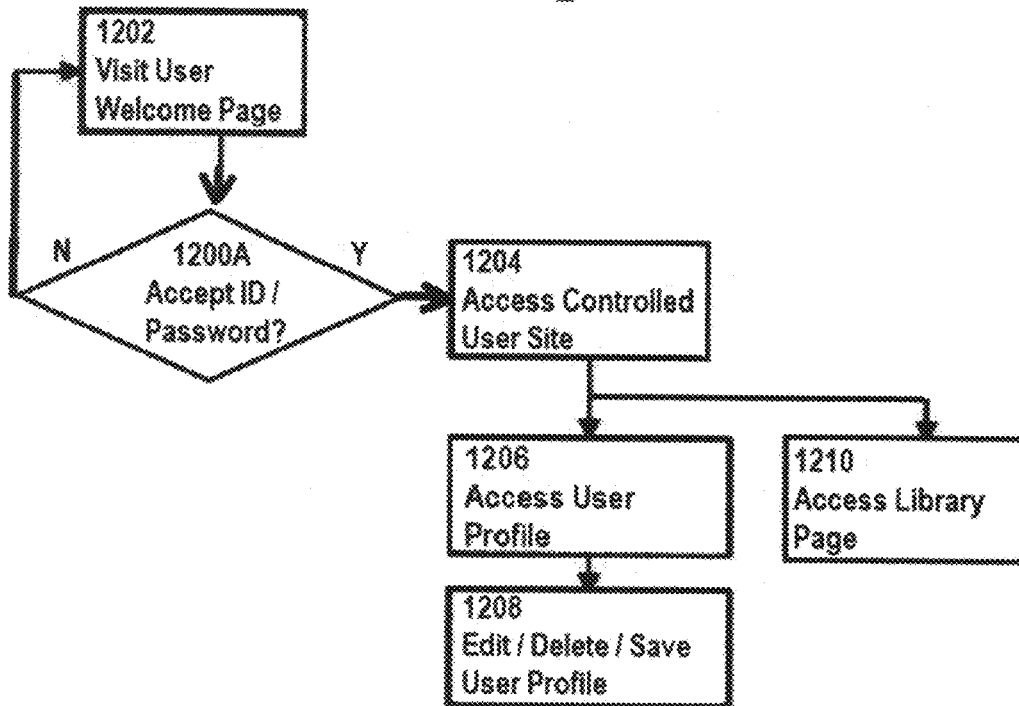 1202
Visit User
Welcome Page
N
Y
1200A
Accept ID /
Password?
1204
Access Controlled
User Site
1206
Access User
Profile
1210
Access Library
Page
1208
Edit / Delete / Save
User Profile